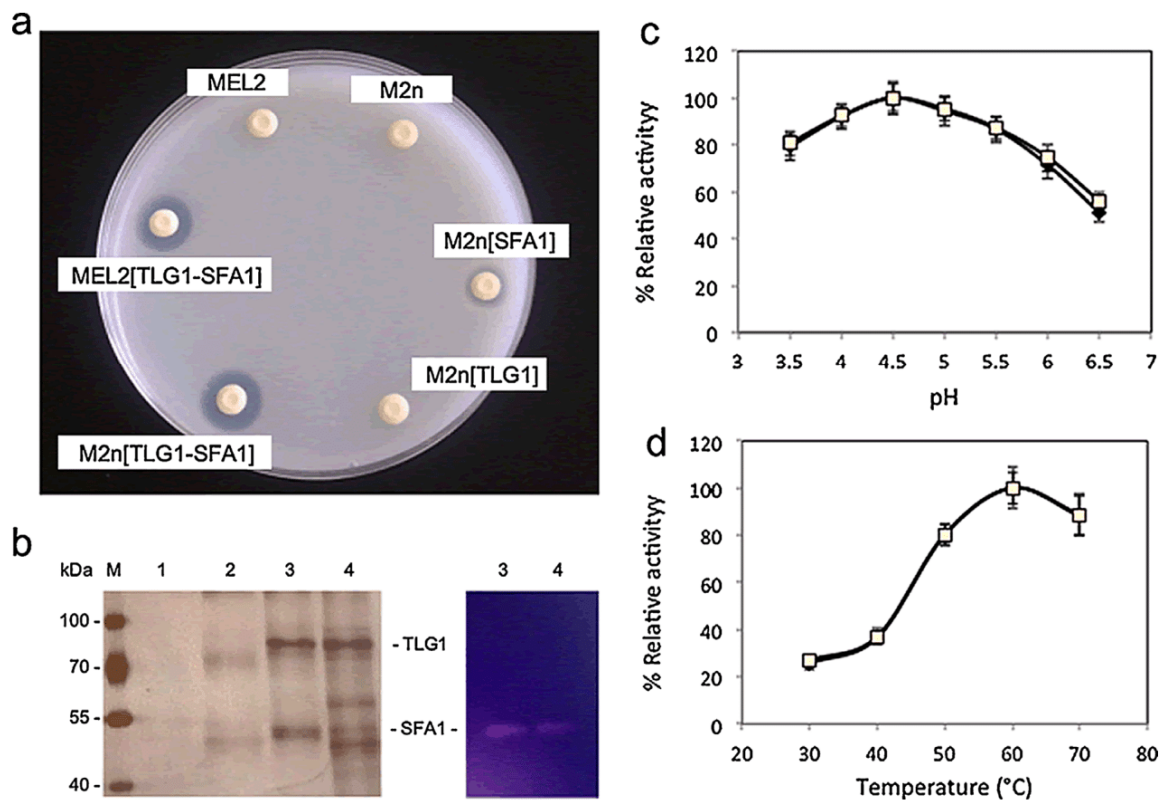 a
MEL2
M2n
M2n[SFA1]
MEL2[TLG1-SFA1]
M2n[TLG1]
M2n[TLG1-SFA1]
b
kDa M 1 2 3 4
100 -
70 -
55 -
40 -
- TLG1
- SFA1 -
3 4
c
% Relative activityy
120
100
80
60
40
20
0
3 3.5 4 4.5 5 5.5 6 6.5 7
pH
d
% Relative activityy
120
100
80
60
40
20
0
20 30 40 50 60 70 80
Temperature (°C)